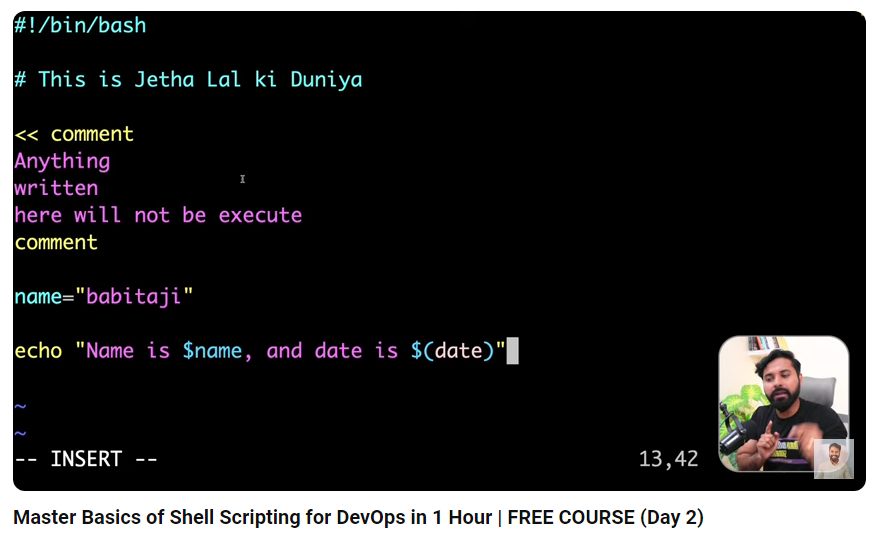 #!/bin/bash
# This is Jetha Lal ki Duniya
<< comment
Anything
written
here will not be execute
comment
name="babitaji"
echo "Name is $name, and date is $(date)"
~
~
-- INSERT --
13,42
Master Basics of Shell Scripting for DevOps in 1 Hour | FREE COURSE (Day 2)